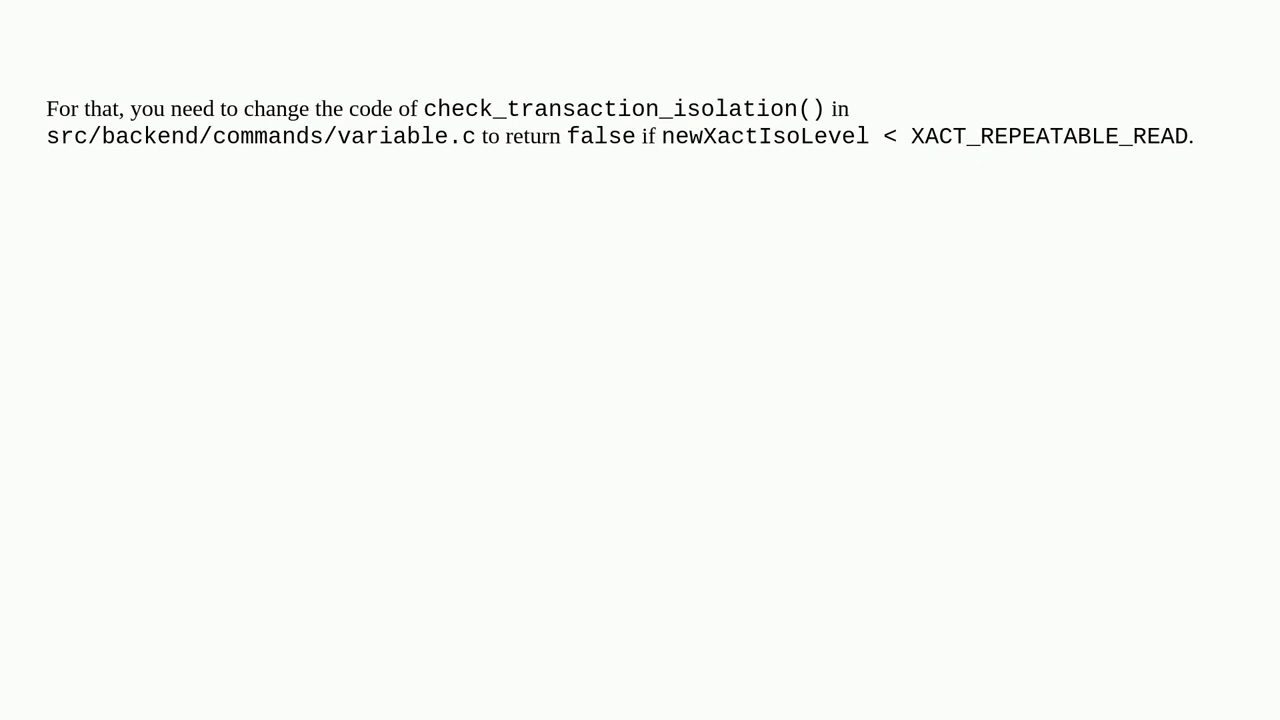 For that, you need to change the code of check_transaction_isolation() in
src/backend/commands/variable.c to return false if newXactIsoLevel < XACT_REPEATABLE_READ.